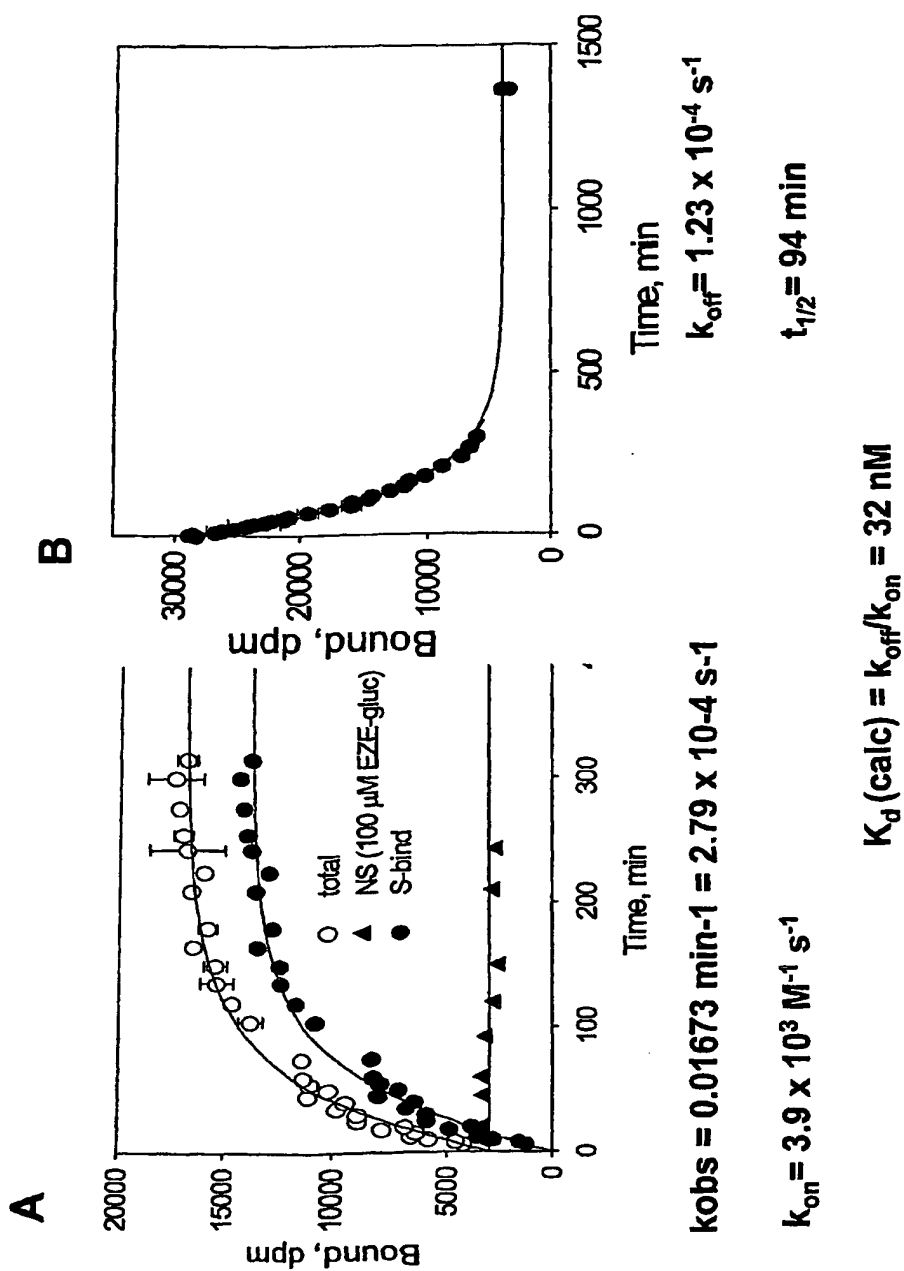 A
20000
15000
10000
5000
0
Bound, dpm
0
100
200
300
Time, min
total
NS (100 µM EZE-gluc)
S-bind
kobs = 0.01673 min-1 = 2.79 x 10-4 s-1
kon = 3.9 x 10³ M⁻¹ s⁻¹
B
30000
20000
10000
0
Bound, dpm
0
500
1000
1500
Time, min
koff = 1.23 x 10⁻⁴ s⁻¹
t1/2 = 94 min
Kd (calc) = koff/kon = 32 nM